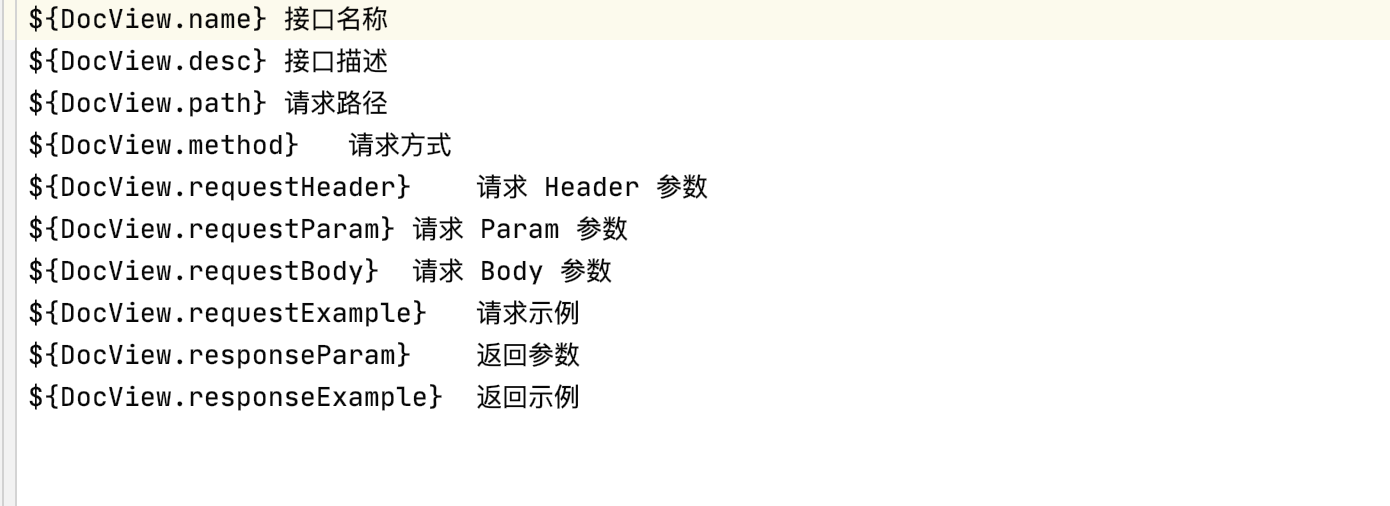 ${DocView.name} 接口名称
${DocView.desc} 接口描述
${DocView.path} 请求路径
${DocView.method}   请求方式
${DocView.requestHeader}    请求 Header 参数
${DocView.requestParam} 请求 Param 参数
${DocView.requestBody}  请求 Body 参数
${DocView.requestExample}   请求示例
${DocView.responseParam}    返回参数
${DocView.responseExample}  返回示例